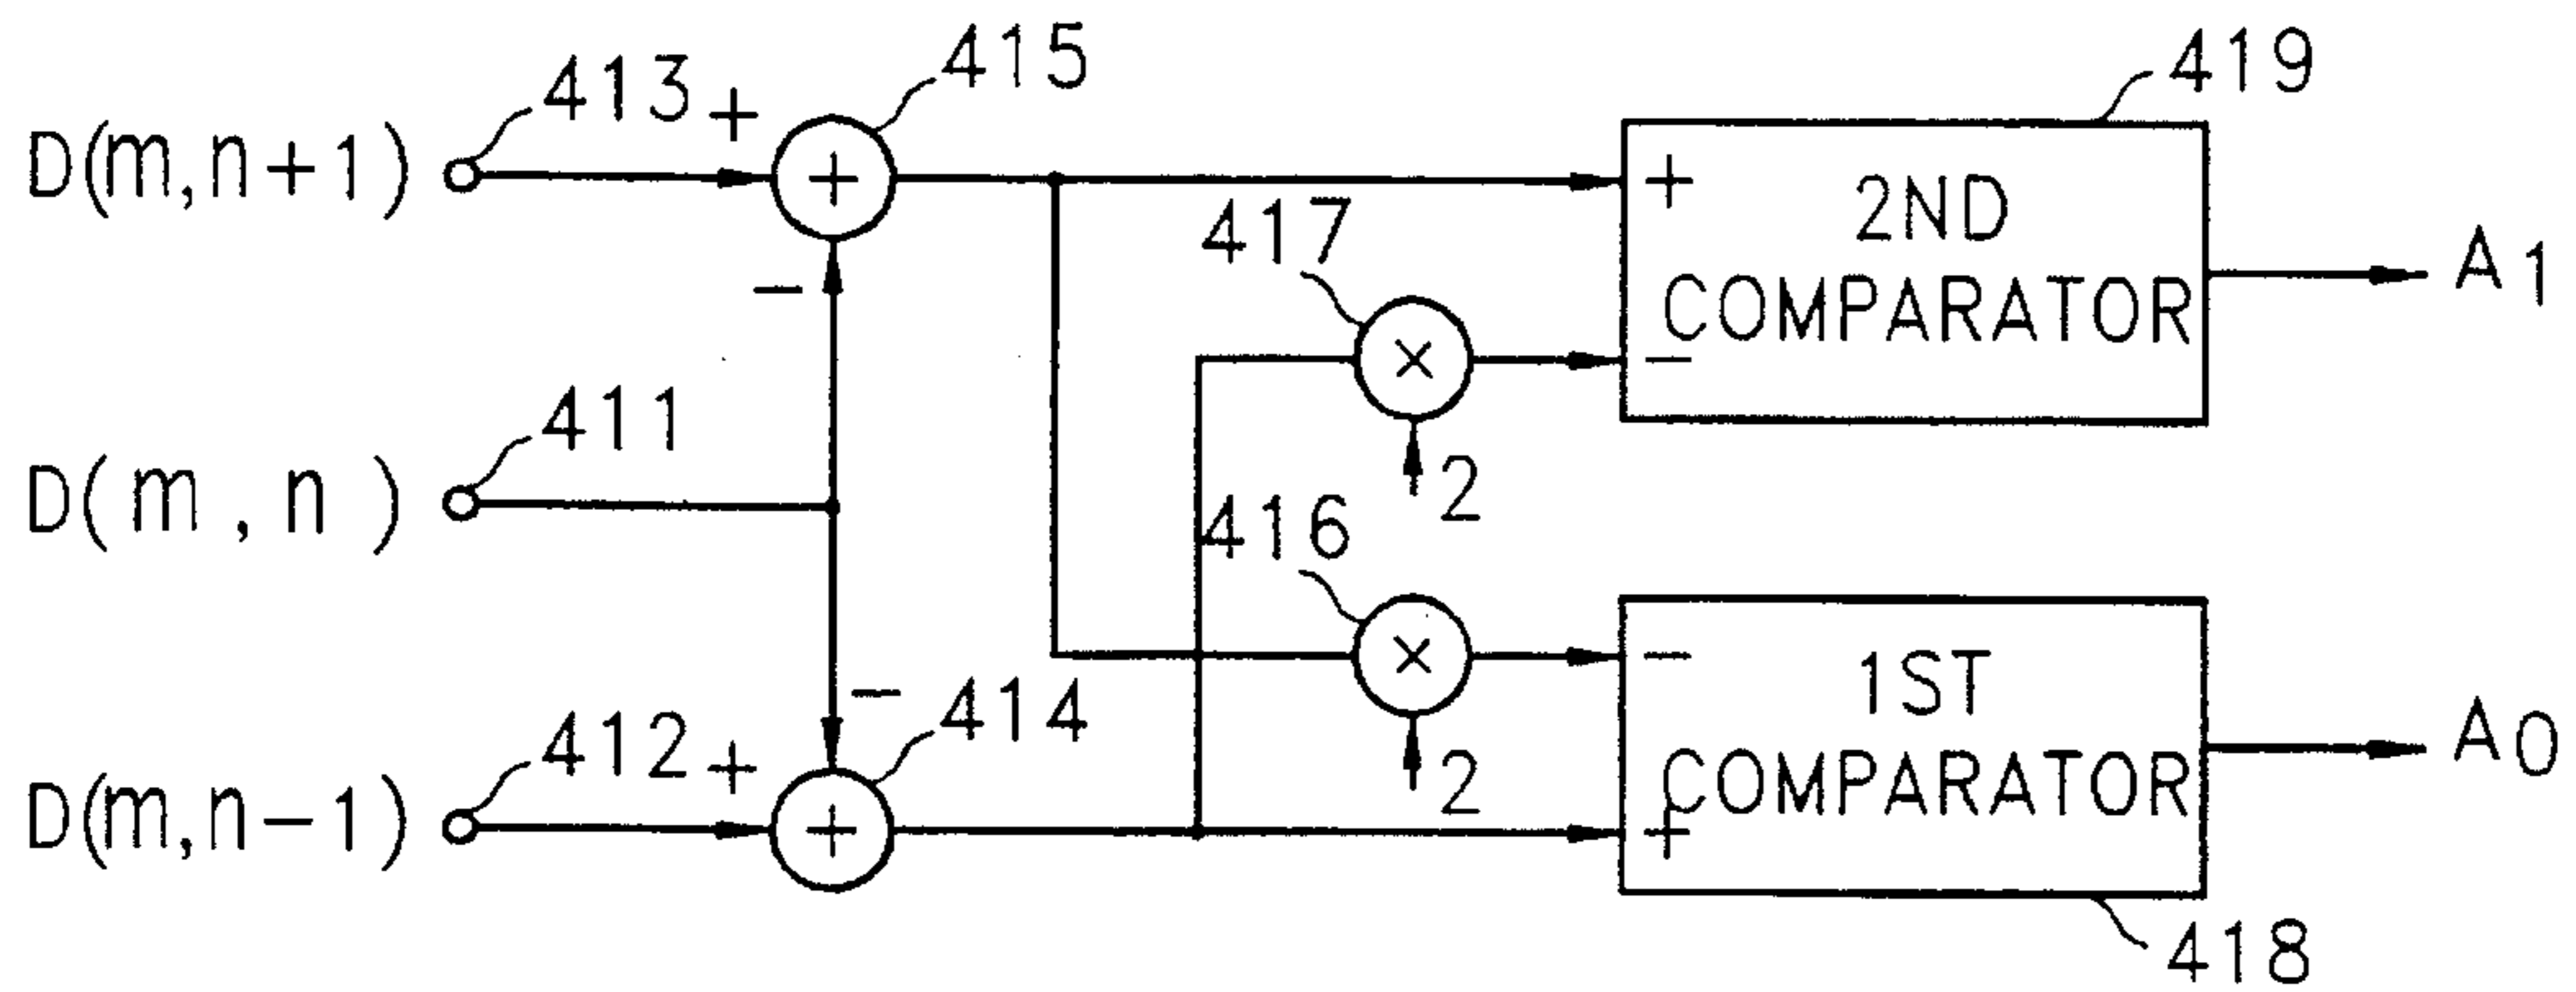 415
419
413
+
D(m,n+1)
+
+
2ND
COMPARATOR
417
A1
−
×
−
411
2
D(m,n)
416
1ST
COMPARATOR
×
−
−
414
A0
412
+
2
D(m,n−1)
+
+
418